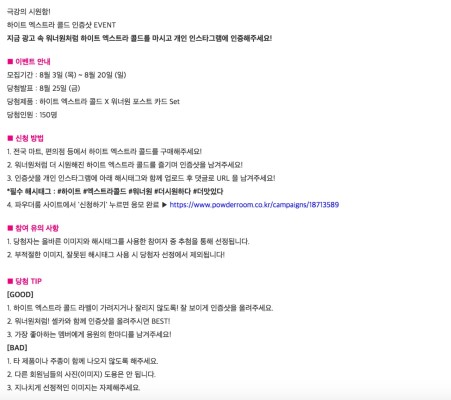 극강의 시원함!
하이트 엑스트라 콜드 인증샷 EVENT
지금 광고 속 워너원처럼 하이트 엑스트라 콜드를 마시고 개인 인스타그램에 인증해주세요!
■ 이벤트 안내
모집기간 : 8월 3일 (목) ~ 8월 20일 (일)
당첨발표 : 8월 25일 (금)
당첨제품 : 하이트 엑스트라 콜드 X 워너원 포스트 카드 Set
당첨인원 : 150명
■ 신청 방법
1. 전국 마트, 편의점 등에서 하이트 엑스트라 콜드를 구매해주세요!
2. 워너원처럼 더 시원해진 하이트 엑스트라 콜드를 즐기며 인증샷을 남겨주세요!
3. 인증샷을 개인 인스타그램에 아래 해시태그와 함께 업로드 후 댓글로 URL 을 남겨주세요!
*필수 해시태그 : #하이트 #엑스트라콜드 #워너원 #더시원하다 #더맛있다
4. 파우더룸 사이트에서 '신청하기' 누르면 응모 완료 ▶ https://www.powderroom.co.kr/campaigns/18713589
■ 참여 유의 사항
1. 당첨자는 올바른 이미지와 해시태그를 사용한 참여자 중 추첨을 통해 선정됩니다.
2. 부적절한 이미지, 잘못된 해시태그 사용 시 당첨자 선정에서 제외됩니다!
■ 당첨 TIP
[GOOD]
1. 하이트 엑스트라 콜드 라벨이 가려지거나 잘리지 않도록! 잘 보이게 인증샷을 올려주세요.
2. 워너원처럼! 셀카와 함께 인증샷을 올려주시면 BEST!
3. 가장 좋아하는 멤버에게 응원의 한마디를 남겨주세요!
[BAD]
1. 타 제품이나 주종이 함께 나오지 않도록 해주세요.
2. 다른 회원님들의 사진(이미지) 도용은 안 됩니다.
3. 지나치게 선정적인 이미지는 자제해주세요.